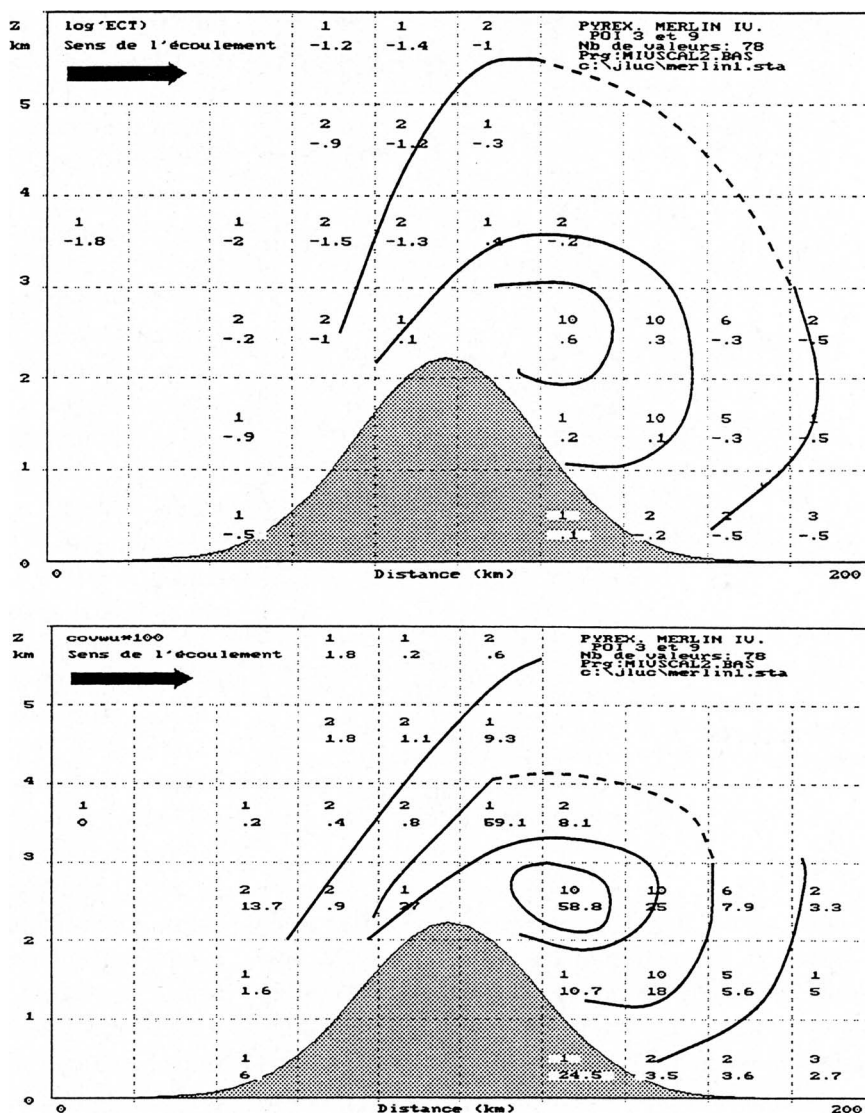 Z log'ECT) 1 1 2 PYREX. MERLIN IV.
km Sens de l'écoulement -1.2 -1.4 -1 POI 3 et 9
Nb de valeurs: 78
Prg:MIVSCAL2.BAS
c:\jluc\merlin1.sta
5
2 2 1
-.9 -1.2 -.3
4
1 1 2 2 1 2
-1.8 -2 -1.5 -1.3 .4 -.2
3
2 2 1 10 10 6 2
-.2 -1 .1 .6 .3 -.3 -.5
2
1 1 10 5 1
-.9 .2 .1 -.3 -.5
1
1 1 2 2 3
-.5 .1 -.2 -.5 -.5
0
0 Distance (km) 200
Z covwu*100 1 1 2 PYREX. MERLIN IV.
km Sens de l'écoulement 1.8 .2 .6 POI 3 et 9
Nb de valeurs: 78
Prg:MIVSCAL2.BAS
c:\jluc\merlin1.sta
5
2 2 1
1.8 1.1 9.3
4
1 1 2 2 1 2
0 .2 .4 .8 59.1 8.1
3
2 2 1 10 10 6 2
13.7 .9 27 58.8 25 7.9 3.3
2
1 1 10 5 1
1.6 10.7 18 5.6 5
1
1 1 2 2 3
6 24.5 3.5 3.6 2.7
0
0 Distance (km) 200